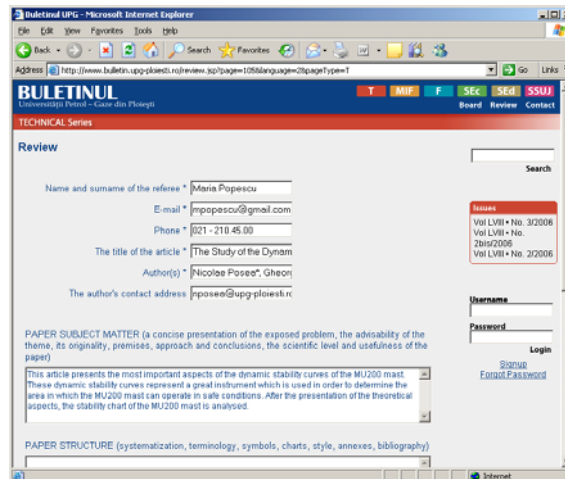 Buletinul UPG - Microsoft Internet Explorer
File Edit View Favorites Tools Help
Back Search Favorites
Address http://www.bulletin.upg-ploiesti.ro/review.jsp?page=105&language=2&pageType=T Go Links
BULETINUL T MIF F SEc SEd SSUJ
Universităţii Petrol – Gaze din Ploieşti Board Review Contact
TECHNICAL Series
Review
Search
Name and surname of the referee * Maria Popescu
E-mail * mpopescu@gmail.com
Phone * 021 - 210.45.00
The title of the article * The Study of the Dynam
Author(s) * Nicolae Posea*, Gheor
The author's contact address nposea@upg-ploiesti.ro
Issues
Vol LVIII • No. 3/2006
Vol LVIII • No.
2bis/2006
Vol LVIII • No. 2/2006
Username
Password
Login
Signup
Forgot Password
PAPER SUBJECT MATTER (a concise presentation of the exposed problem, the advisability of the
theme, its originality, premises, approach and conclusions, the scientific level and usefulness of the
paper)
This article presents the most important aspects of the dynamic stability curves of the MU200 mast.
These dynamic stability curves represent a great instrument which is used in order to determine the
area in which the MU200 mast can operate in safe conditions. After the presentation of the theoretical
aspects, the stability chart of the MU200 mast is analysed.
PAPER STRUCTURE (systematization, terminology, symbols, charts, style, annexes, bibliography)
Internet